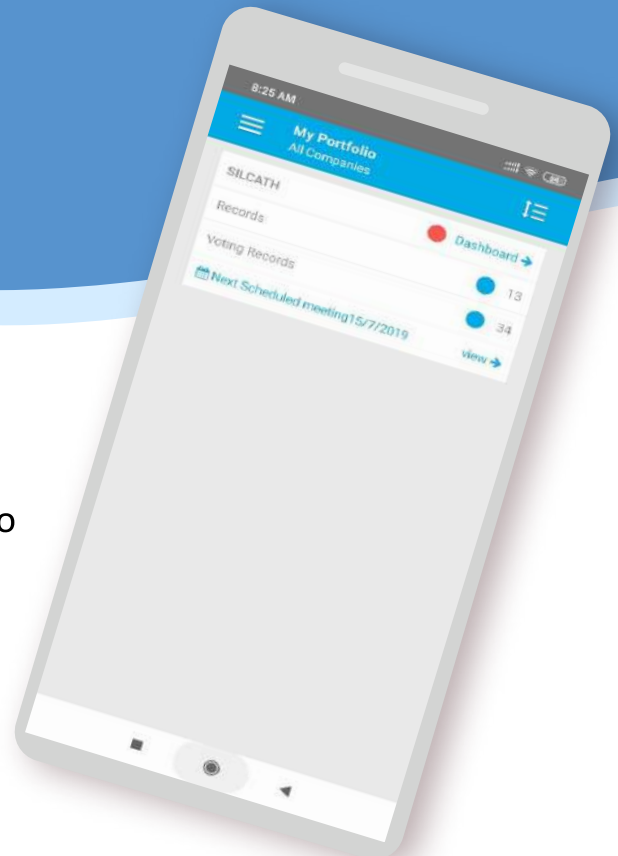 8:25 AM
My Portfolio
All Companies
SILCATH
Dashboard
Records
13
Voting Records
34
Next Scheduled meeting15/7/2019
view
o